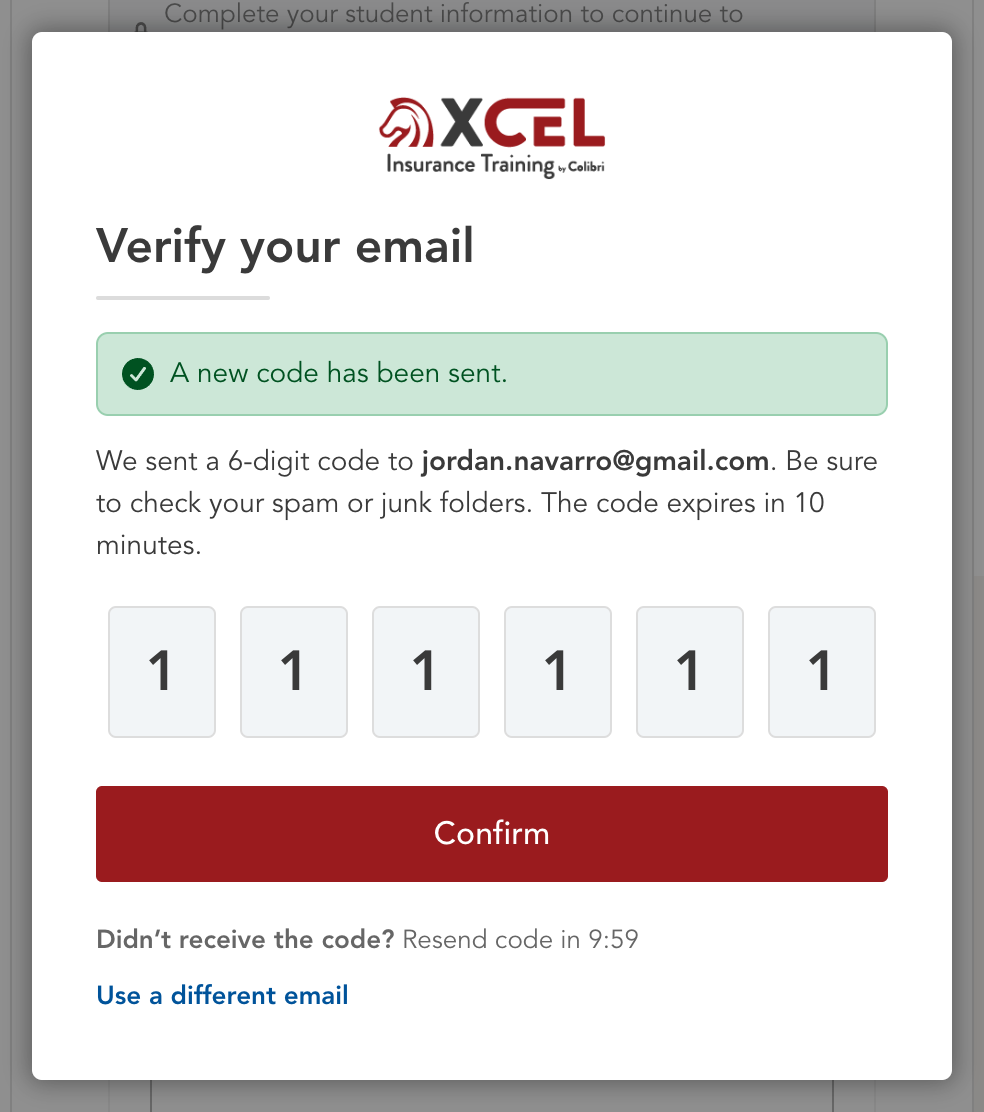 Complete your student information to continue to
XCEL
Insurance Training by Colibri
Verify your email
A new code has been sent.
We sent a 6-digit code to jordan.navarro@gmail.com. Be sure
to check your spam or junk folders. The code expires in 10
minutes.
1 1 1 1 1 1
Confirm
Didn’t receive the code? Resend code in 9:59
Use a different email